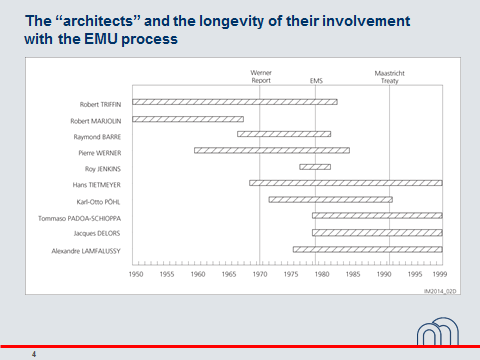 The “architects” and the longevity of their involvement
with the EMU process
Werner
Report
EMS
Maastricht
Treaty
Robert TRIFFIN
Robert MARJOLIN
Raymond BARRE
Pierre WERNER
Roy JENKINS
Hans TIETMEYER
Karl-Otto PÖHL
Tommaso PADOA-SCHIOPPA
Jacques DELORS
Alexandre LAMFALUSSY
1950 1955 1960 1965 1970 1975 1980 1985 1990 1995 1999
IM2014_02D
4